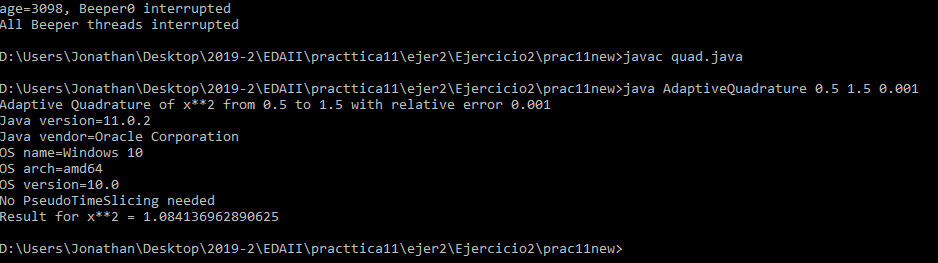 age=3098, Beeper0 interrupted
All Beeper threads interrupted
D:\Users\Jonathan\Desktop\2019-2\EDAII\practtica11\ejer2\Ejercicio2\prac11new>javac quad.java
D:\Users\Jonathan\Desktop\2019-2\EDAII\practtica11\ejer2\Ejercicio2\prac11new>java AdaptiveQuadrature 0.5 1.5 0.001
Adaptive Quadrature of x**2 from 0.5 to 1.5 with relative error 0.001
Java version=11.0.2
Java vendor=Oracle Corporation
OS name=Windows 10
OS arch=amd64
OS version=10.0
No PseudoTimeSlicing needed
Result for x**2 = 1.084136962890625
D:\Users\Jonathan\Desktop\2019-2\EDAII\practtica11\ejer2\Ejercicio2\prac11new>